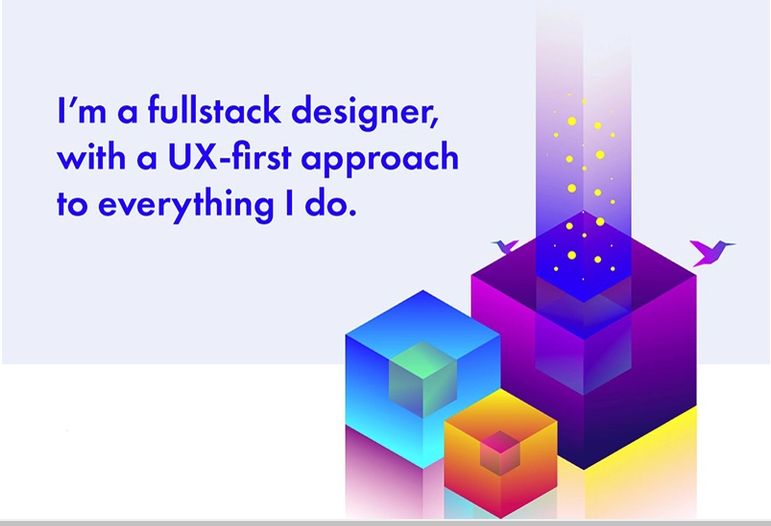 I’m a fullstack designer,
with a UX-first approach
to everything I do.